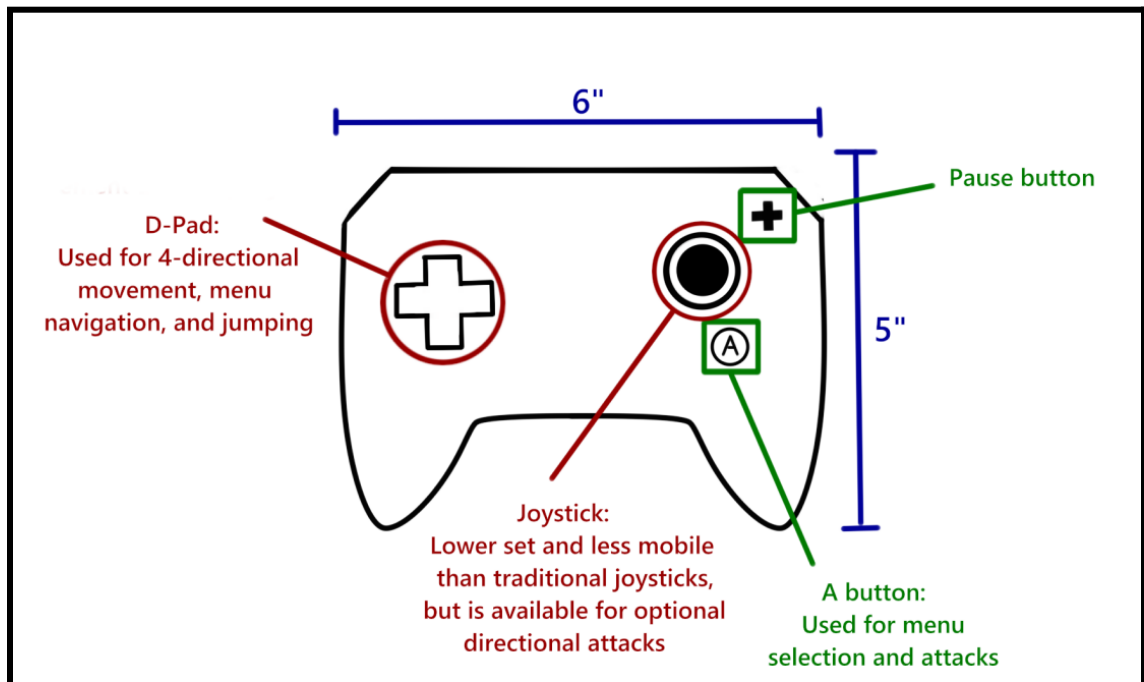 6"
Pause button
D-Pad:
Used for 4-directional
movement, menu
navigation, and jumping
5"
A
Joystick:
Lower set and less mobile
than traditional joysticks,
but is available for optional
directional attacks
A button:
Used for menu
selection and attacks